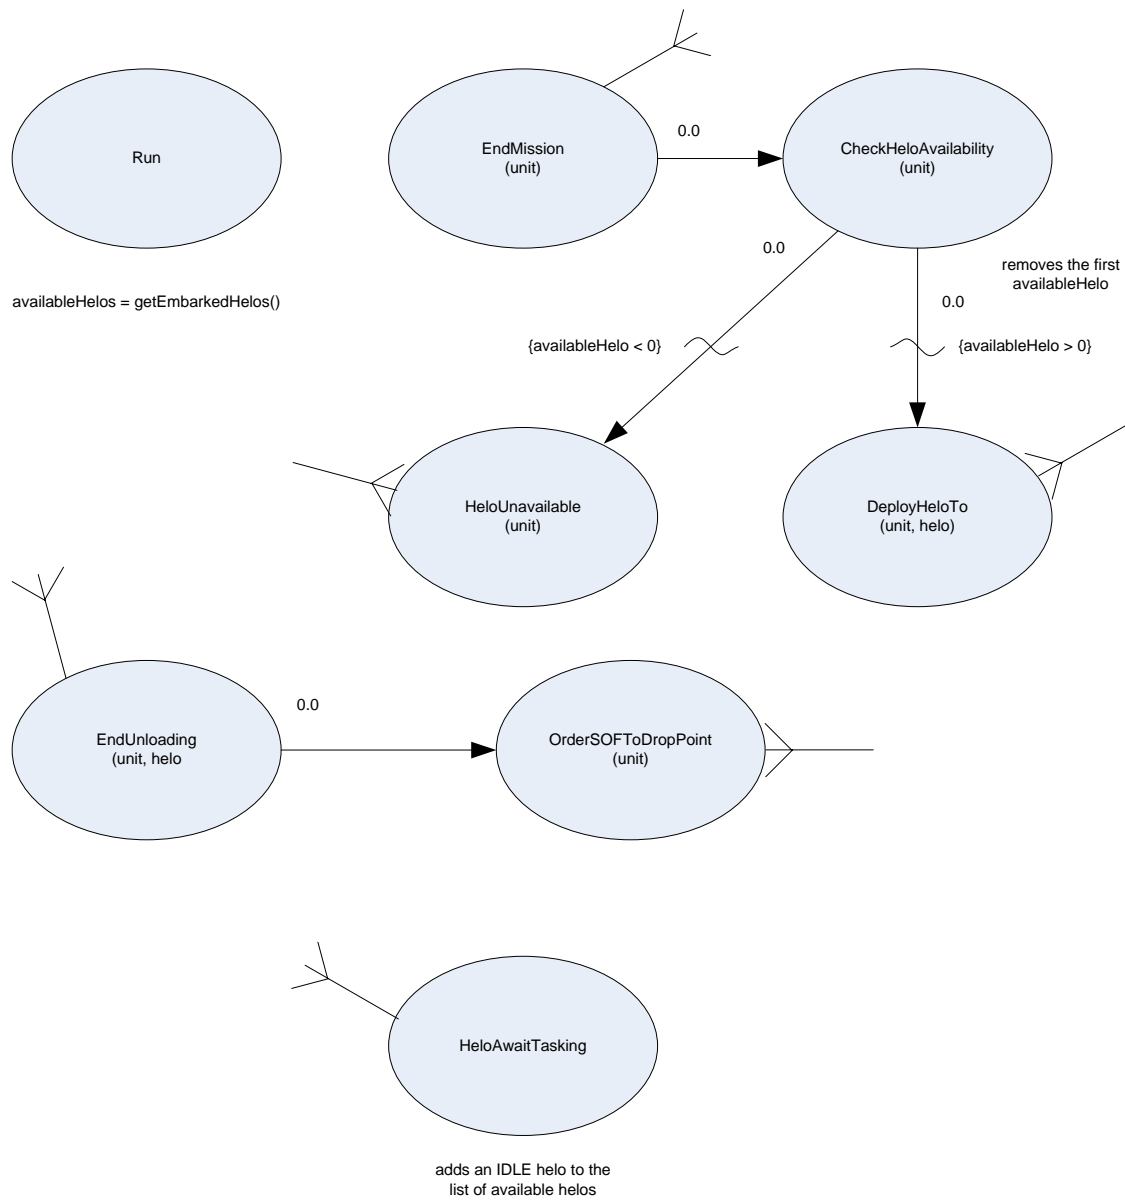 Run
EndMission
(unit)
0.0
CheckHeloAvailability
(unit)
availableHelos = getEmbarkedHelos()
0.0
removes the first
availableHelo
0.0
{availableHelo < 0}
{availableHelo > 0}
HeloUnavailable
(unit)
DeployHeloTo
(unit, helo)
EndUnloading
(unit, helo
0.0
OrderSOFToDropPoint
(unit)
HeloAwaitTasking
adds an IDLE helo to the
list of available helos